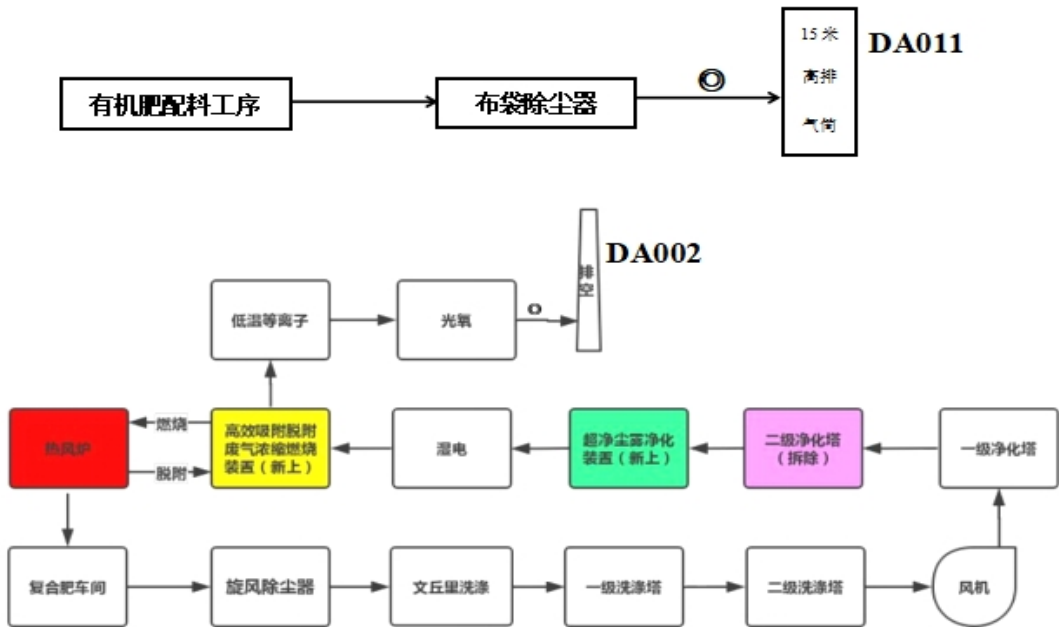 15米
高排
气筒
DA011
有机肥配料工序
布袋除尘器
DA002
排
空
低温等离子
光氧
热风炉
燃烧
脱附
高效吸附脱附
废气浓缩燃烧
装置（新上）
湿电
超净尘雾净化
装置（新上）
二级净化塔
（拆除）
一级净化塔
复合肥车间
旋风除尘器
文丘里洗涤
一级洗涤塔
二级洗涤塔
风机